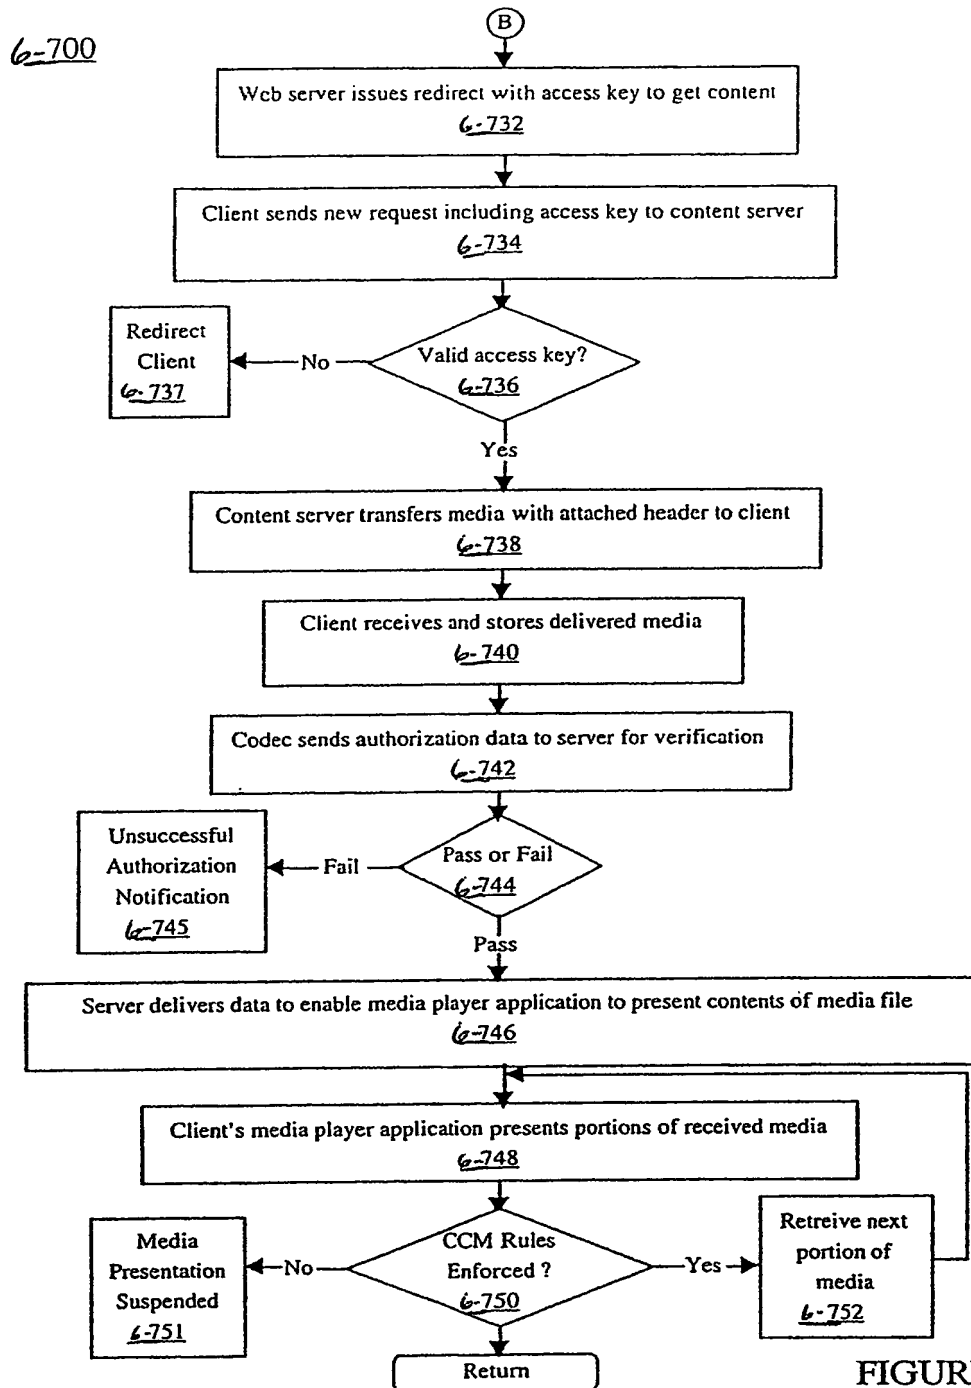 6-700
B
Web server issues redirect with access key to get content
6-732
Client sends new request including access key to content server
6-734
Redirect
Client
6-737
No
Valid access key?
6-736
Yes
Content server transfers media with attached header to client
6-738
Client receives and stores delivered media
6-740
Codec sends authorization data to server for verification
6-742
Unsuccessful
Authorization
Notification
6-745
Fail
Pass or Fail
6-744
Pass
Server delivers data to enable media player application to present contents of media file
6-746
Client's media player application presents portions of received media
6-748
Media
Presentation
Suspended
6-751
No
CCM Rules
Enforced ?
6-750
Yes
Retreive next
portion of
media
6-752
Return
FIGUR